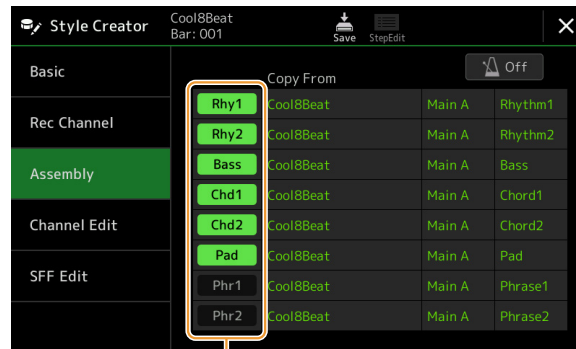 Style Creator
Cool8Beat
Bar: 001
Save
StepEdit
Basic
Rec Channel
Assembly
Channel Edit
SFF Edit
Copy From
Off
Rhy1 Cool8Beat Main A Rhythm1
Rhy2 Cool8Beat Main A Rhythm2
Bass Cool8Beat Main A Bass
Chd1 Cool8Beat Main A Chord1
Chd2 Cool8Beat Main A Chord2
Pad Cool8Beat Main A Pad
Phr1 Cool8Beat Main A Phrase1
Phr2 Cool8Beat Main A Phrase2